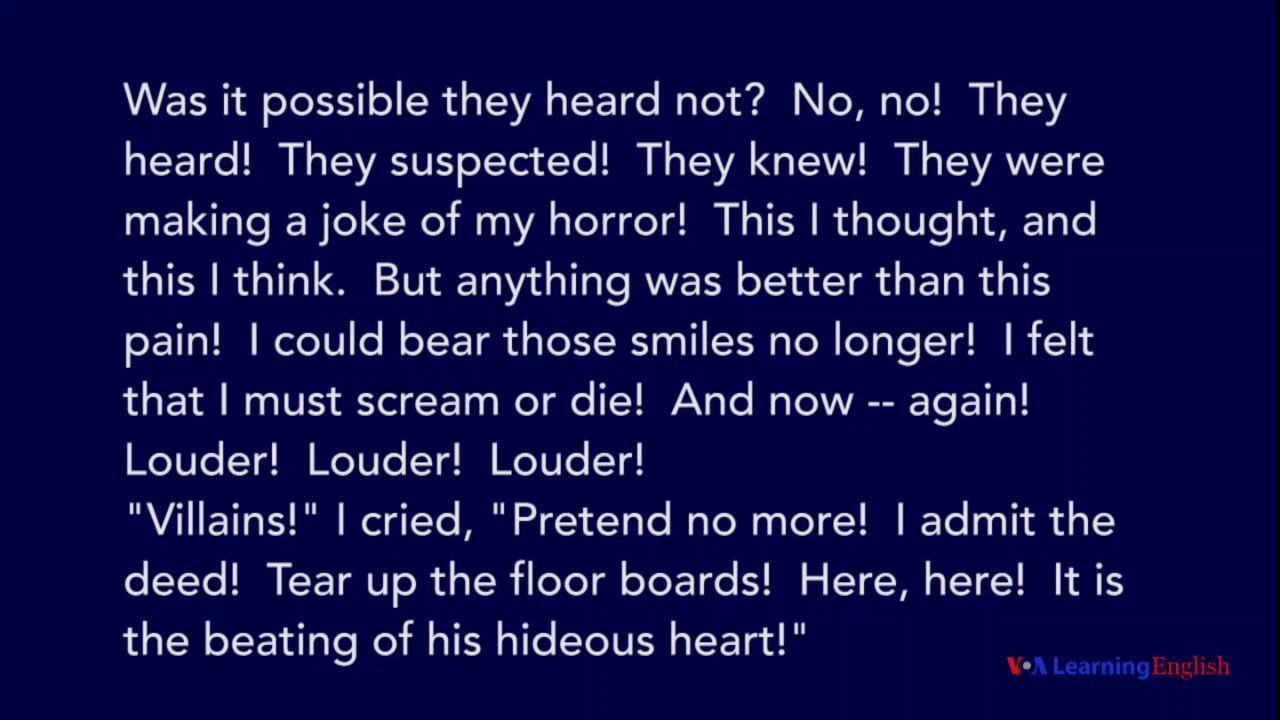 Was it possible they heard not?  No, no!  They
heard!  They suspected!  They knew!  They were
making a joke of my horror!  This I thought, and
this I think.  But anything was better than this
pain!  I could bear those smiles no longer!  I felt
that I must scream or die!  And now -- again!
Louder!  Louder!  Louder!
"Villains!" I cried, "Pretend no more!  I admit the
deed!  Tear up the floor boards!  Here, here!  It is
the beating of his hideous heart!"
VOA LearningEnglish